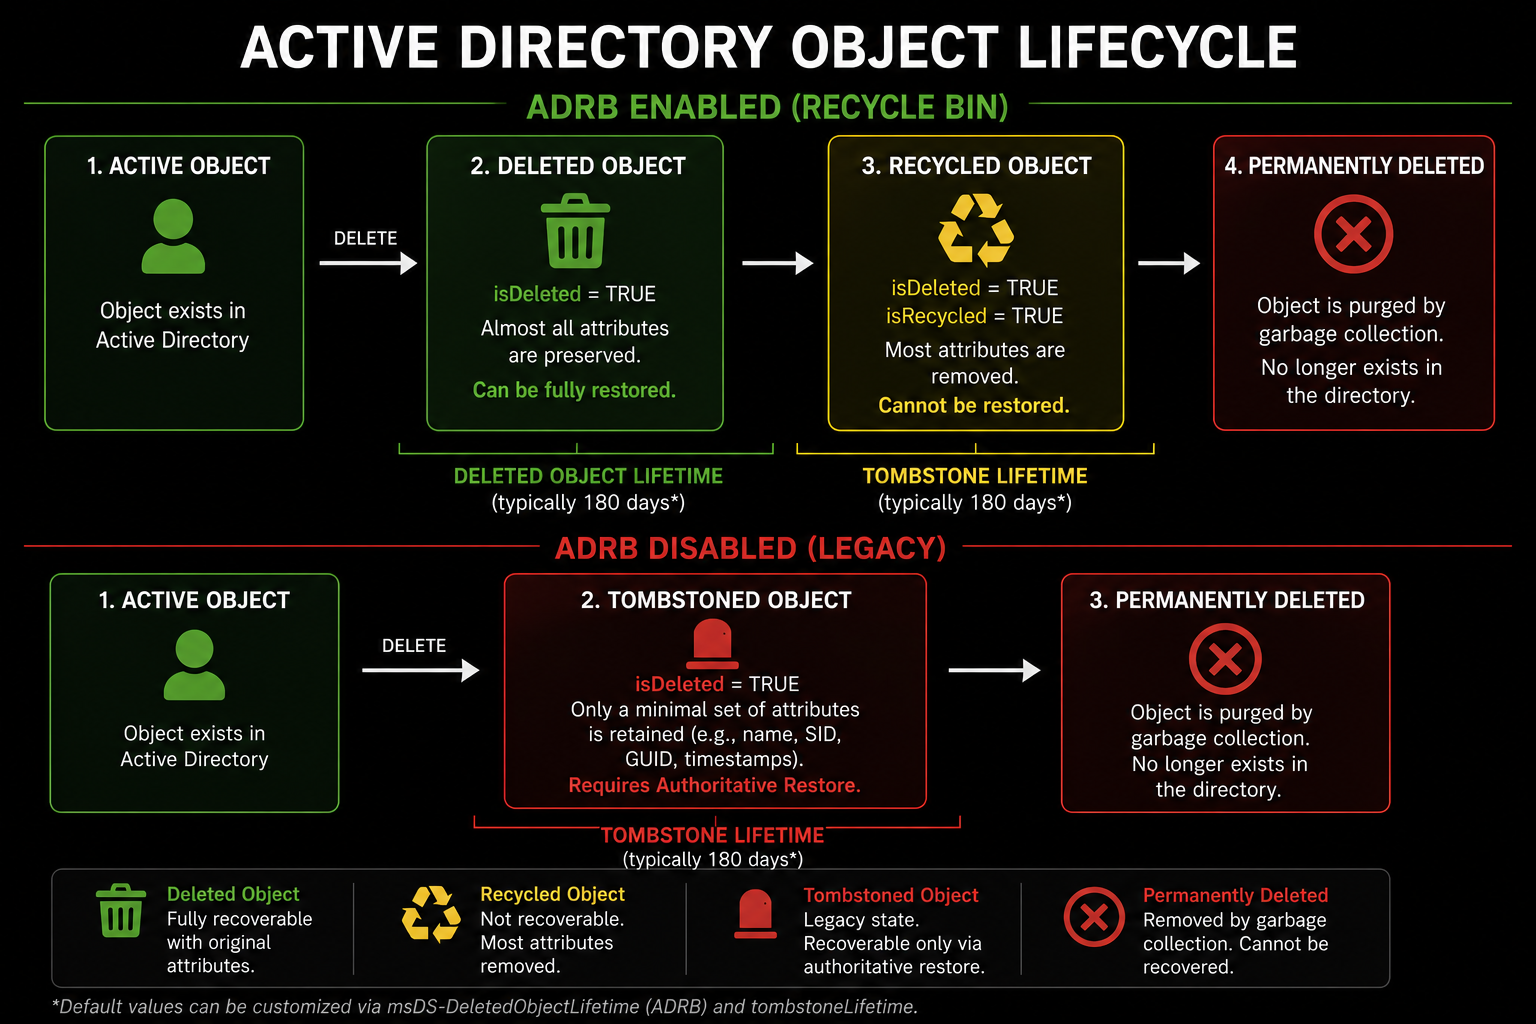 ACTIVE DIRECTORY OBJECT LIFECYCLE
ADRB ENABLED (RECYCLE BIN)
1. ACTIVE OBJECT
Object exists in
Active Directory
DELETE
2. DELETED OBJECT
isDeleted = TRUE
Almost all attributes
are preserved.
Can be fully restored.
3. RECYCLED OBJECT
isDeleted = TRUE
isRecycled = TRUE
Most attributes are
removed.
Cannot be restored.
4. PERMANENTLY DELETED
Object is purged by
garbage collection.
No longer exists in
the directory.
DELETED OBJECT LIFETIME
(typically 180 days*)
TOMBSTONE LIFETIME
(typically 180 days*)
ADRB DISABLED (LEGACY)
1. ACTIVE OBJECT
Object exists in
Active Directory
DELETE
2. TOMBSTONED OBJECT
isDeleted = TRUE
Only a minimal set of attributes
is retained (e.g., name, SID,
GUID, timestamps).
Requires Authoritative Restore.
3. PERMANENTLY DELETED
Object is purged by
garbage collection.
No longer exists in
the directory.
TOMBSTONE LIFETIME
(typically 180 days*)
Deleted Object
Fully recoverable
with original
attributes.
Recycled Object
Not recoverable.
Most attributes
removed.
Tombstoned Object
Legacy state.
Recoverable only via
authoritative restore.
Permanently Deleted
Removed by garbage
collection. Cannot be
recovered.
*Default values can be customized via msDS-DeletedObjectLifetime (ADRB) and tombstoneLifetime.